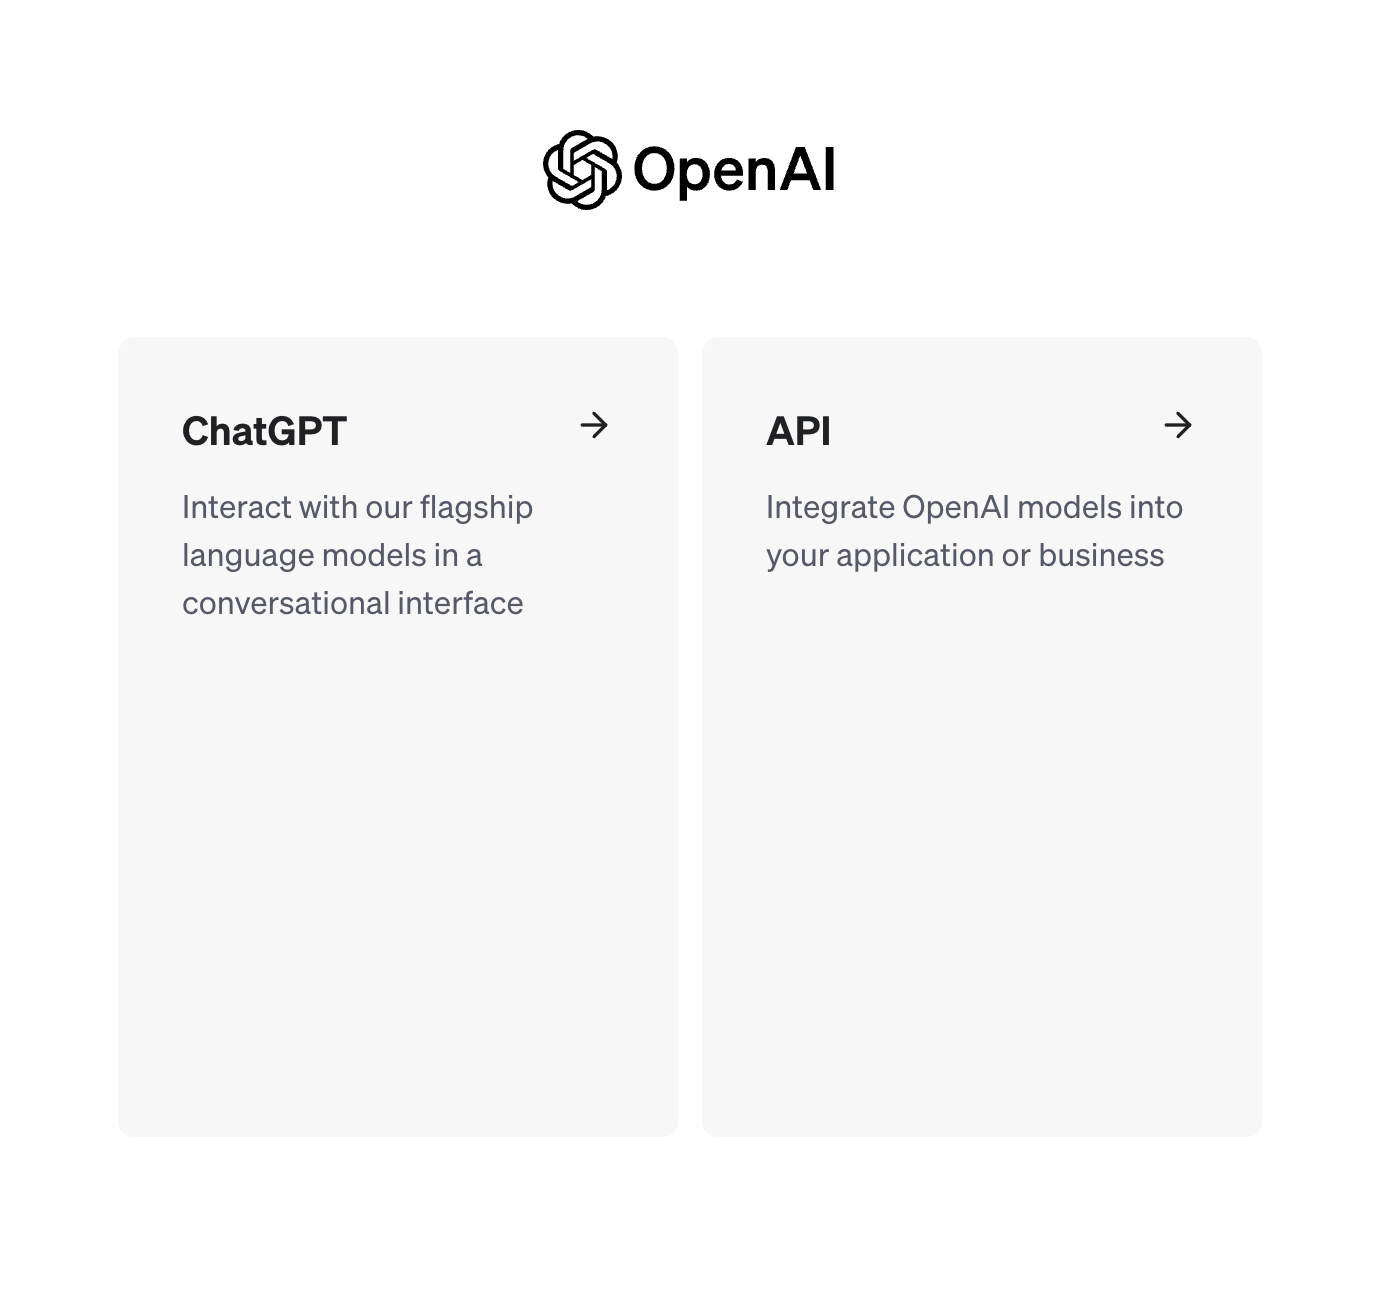 OpenAI
ChatGPT
Interact with our flagship
language models in a
conversational interface
API
Integrate OpenAI models into
your application or business